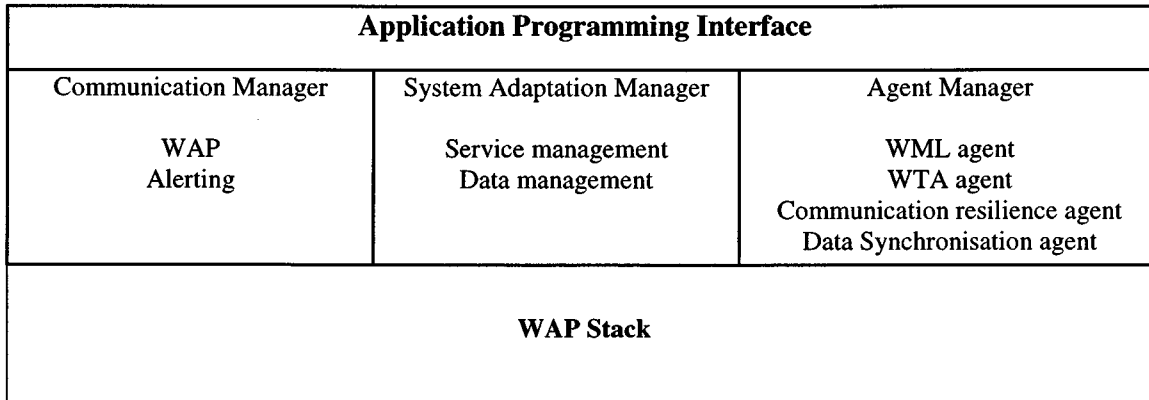 Application Programming Interface
Communication Manager
WAP
Alerting
System Adaptation Manager
Service management
Data management
Agent Manager
WML agent
WTA agent
Communication resilience agent
Data Synchronisation agent
WAP Stack